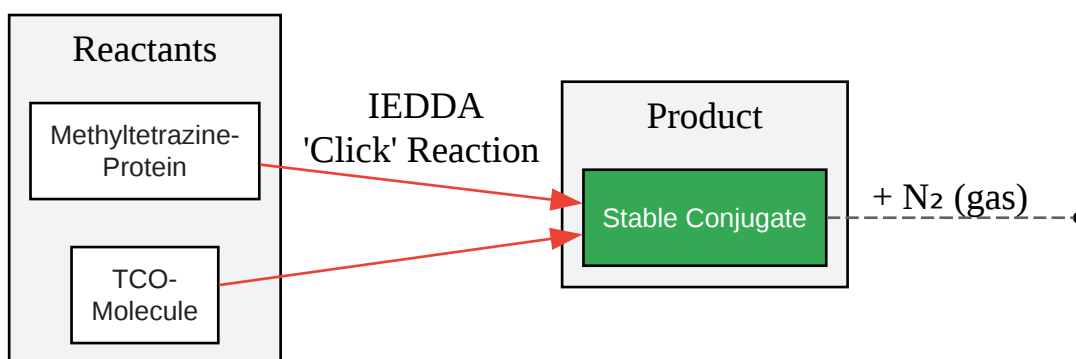 Reactants
Methyltetrazine-
Protein
TCO-
Molecule
IEDDA
'Click' Reaction
Product
Stable Conjugate
+ N₂ (gas)